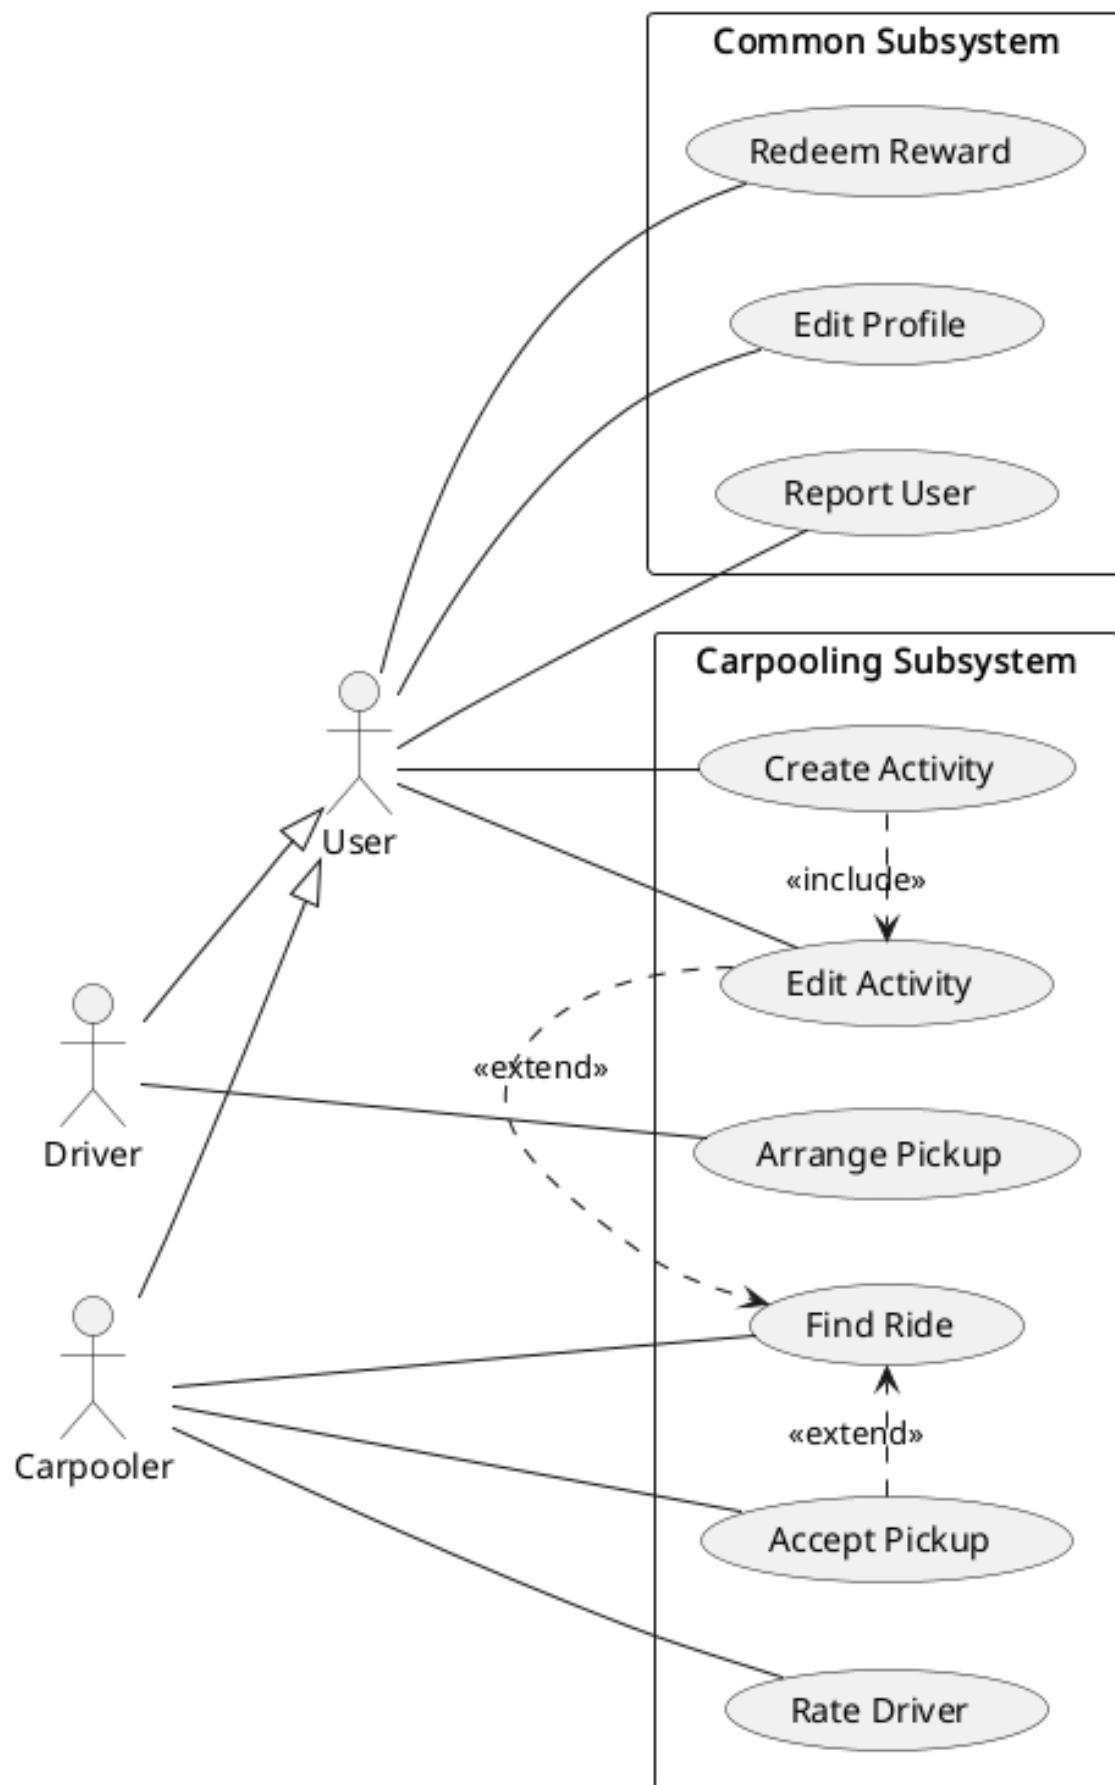 Common Subsystem
Redeem Reward
Edit Profile
Report User
Carpooling Subsystem
Create Activity
User
«include»
Edit Activity
«extend»
Driver
Arrange Pickup
Find Ride
«extend»
Carpooler
Accept Pickup
Rate Driver